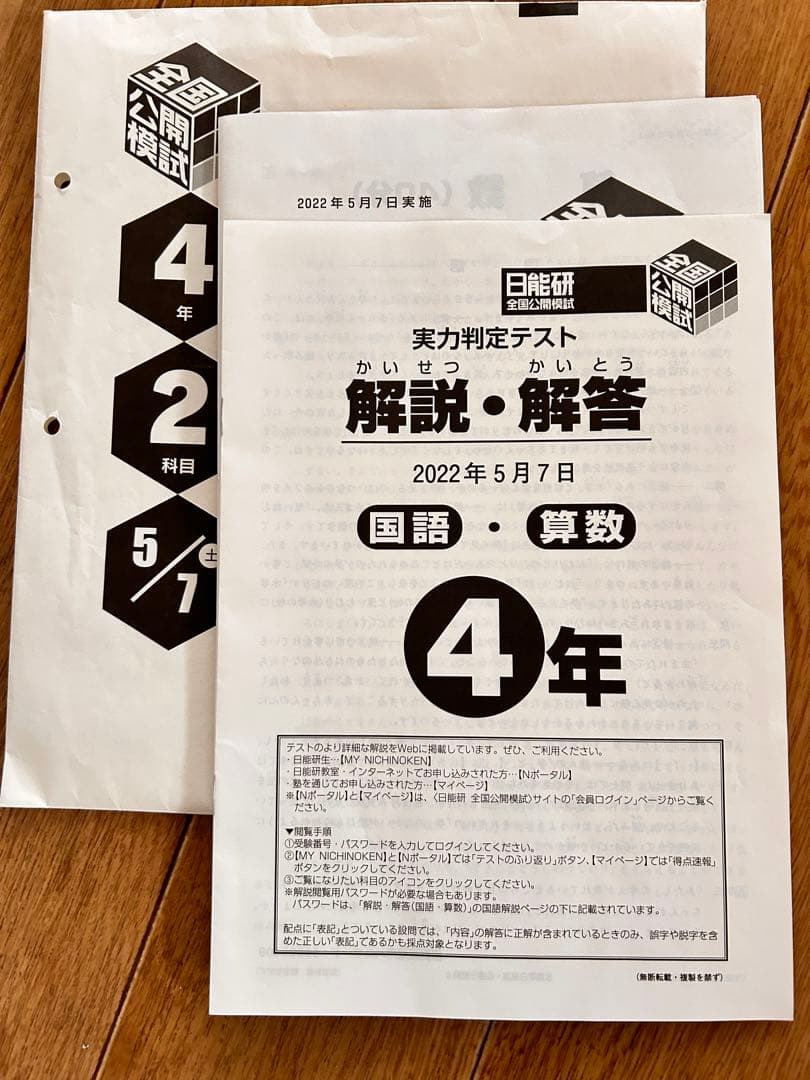 全国
公開
模試
4
年
2
科目
5/7
土
2022年5月7日実施
日能研
全国公開模試
全国
公開
模試
実力判定テスト
かいせつ かいとう
解説・解答
2022年5月7日
国語・算数
4年
テストのより詳細な解説をWebに掲載しています。ぜひ、ご利用ください。
・日能研生…【MY NICHINOKEN】
・日能研教室・インターネットでお申し込みされた方…【Nポータル】
・塾を通じてお申し込みされた方…【マイページ】
※【Nポータル】と【マイページ】は、〈日能研 全国公開模試〉サイトの「会員ログイン」ページからご覧く
ださい。
▼閲覧手順
①受験番号・パスワードを入力してログインしてください。
②【MY NICHINOKEN】と【Nポータル】では「テストのふり返り」ボタン、【マイページ】では「得点速報」
ボタンをクリックしてください。
③ご覧になりたい科目のアイコンをクリックしてください。
※解説閲覧用パスワードが必要な場合もあります。
パスワードは、「解説・解答(国語・算数)」の国語解説ページの下に記載されています。
配点に「表記」とついている設問では、「内容」の解答に正解が含まれているときのみ、誤字や脱字を含
めた正しい「表記」であるかも採点対象となります。
(無断転載・複製を禁ず)